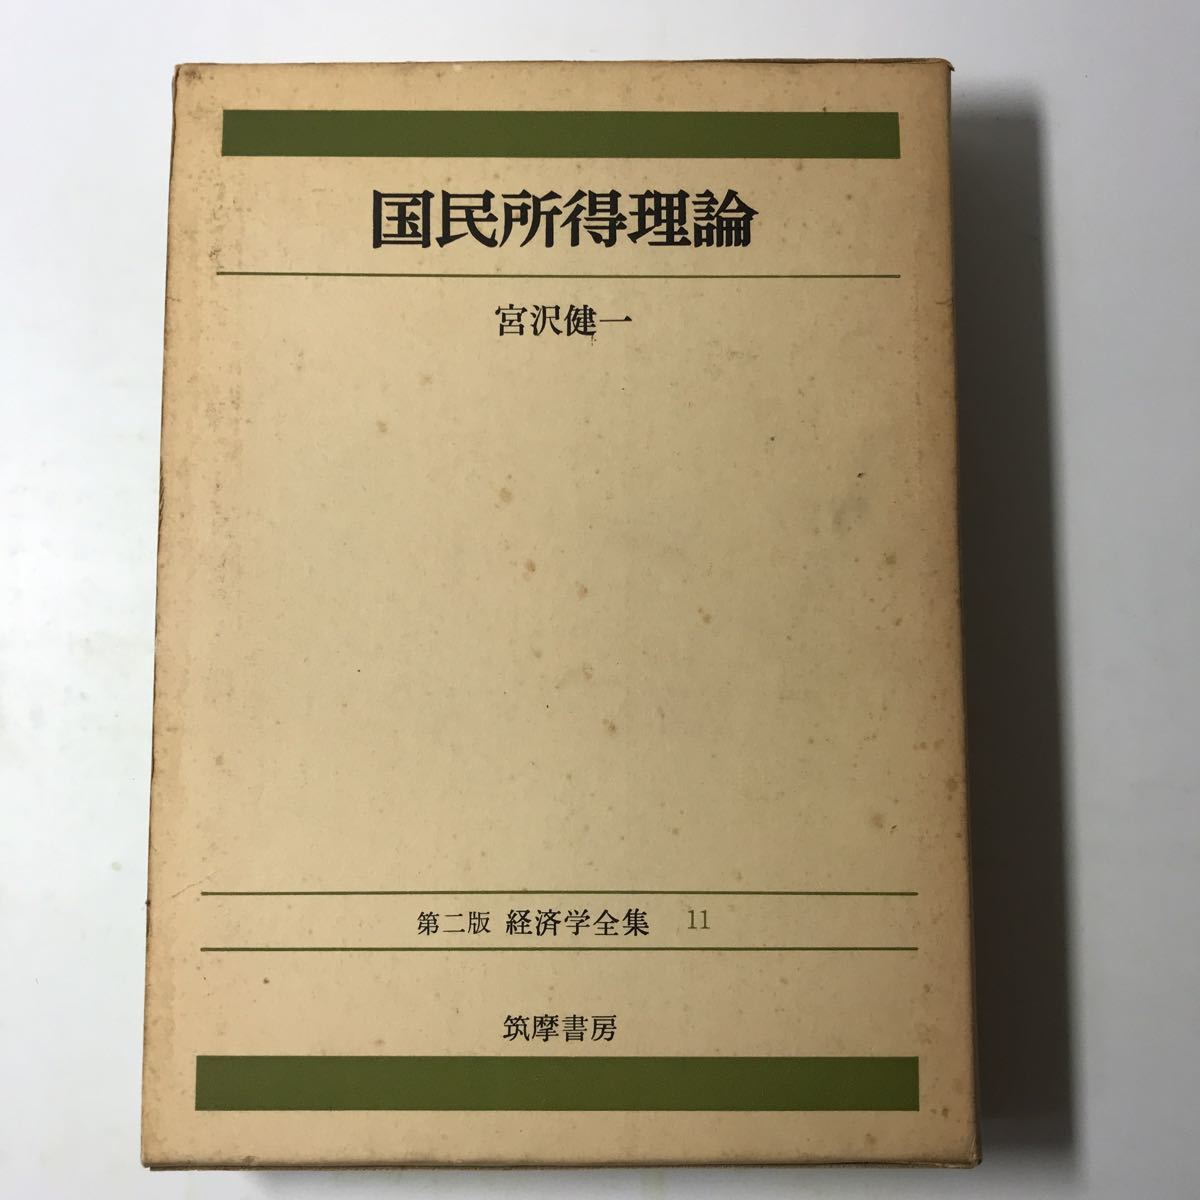 国民所得理論
宮沢健一
第二版 経済学全集 11
筑摩書房